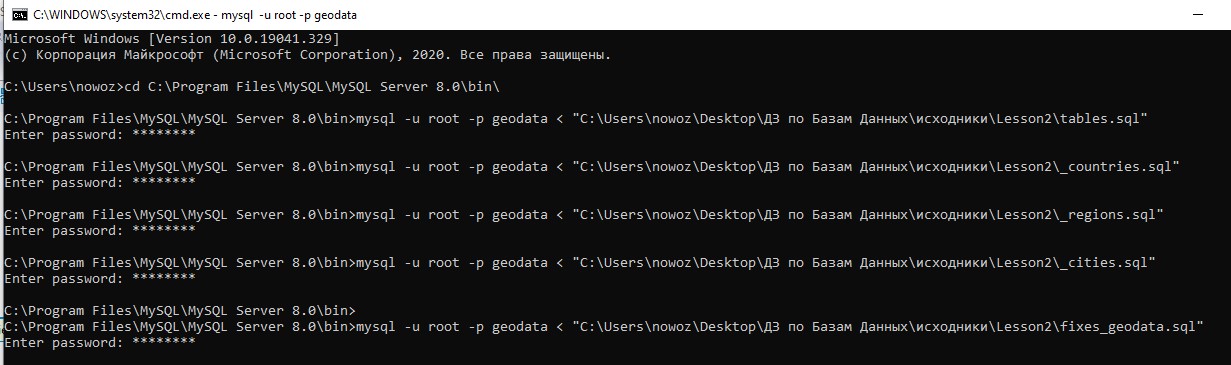 C:\WINDOWS\system32\cmd.exe - mysql -u root -p geodata
Microsoft Windows [Version 10.0.19041.329]
(c) Корпорация Майкрософт (Microsoft Corporation), 2020. Все права защищены.
C:\Users\nowoz>cd C:\Program Files\MySQL\MySQL Server 8.0\bin\
C:\Program Files\MySQL\MySQL Server 8.0\bin>mysql -u root -p geodata < "C:\Users\nowoz\Desktop\ДЗ по Базам Данных\исходники\Lesson2\tables.sql"
Enter password: ********
C:\Program Files\MySQL\MySQL Server 8.0\bin>mysql -u root -p geodata < "C:\Users\nowoz\Desktop\ДЗ по Базам Данных\исходники\Lesson2\_countries.sql"
Enter password: ********
C:\Program Files\MySQL\MySQL Server 8.0\bin>mysql -u root -p geodata < "C:\Users\nowoz\Desktop\ДЗ по Базам Данных\исходники\Lesson2\_regions.sql"
Enter password: ********
C:\Program Files\MySQL\MySQL Server 8.0\bin>mysql -u root -p geodata < "C:\Users\nowoz\Desktop\ДЗ по Базам Данных\исходники\Lesson2\_cities.sql"
Enter password: ********
C:\Program Files\MySQL\MySQL Server 8.0\bin>
C:\Program Files\MySQL\MySQL Server 8.0\bin>mysql -u root -p geodata < "C:\Users\nowoz\Desktop\ДЗ по Базам Данных\исходники\Lesson2\fixes_geodata.sql"
Enter password: ********